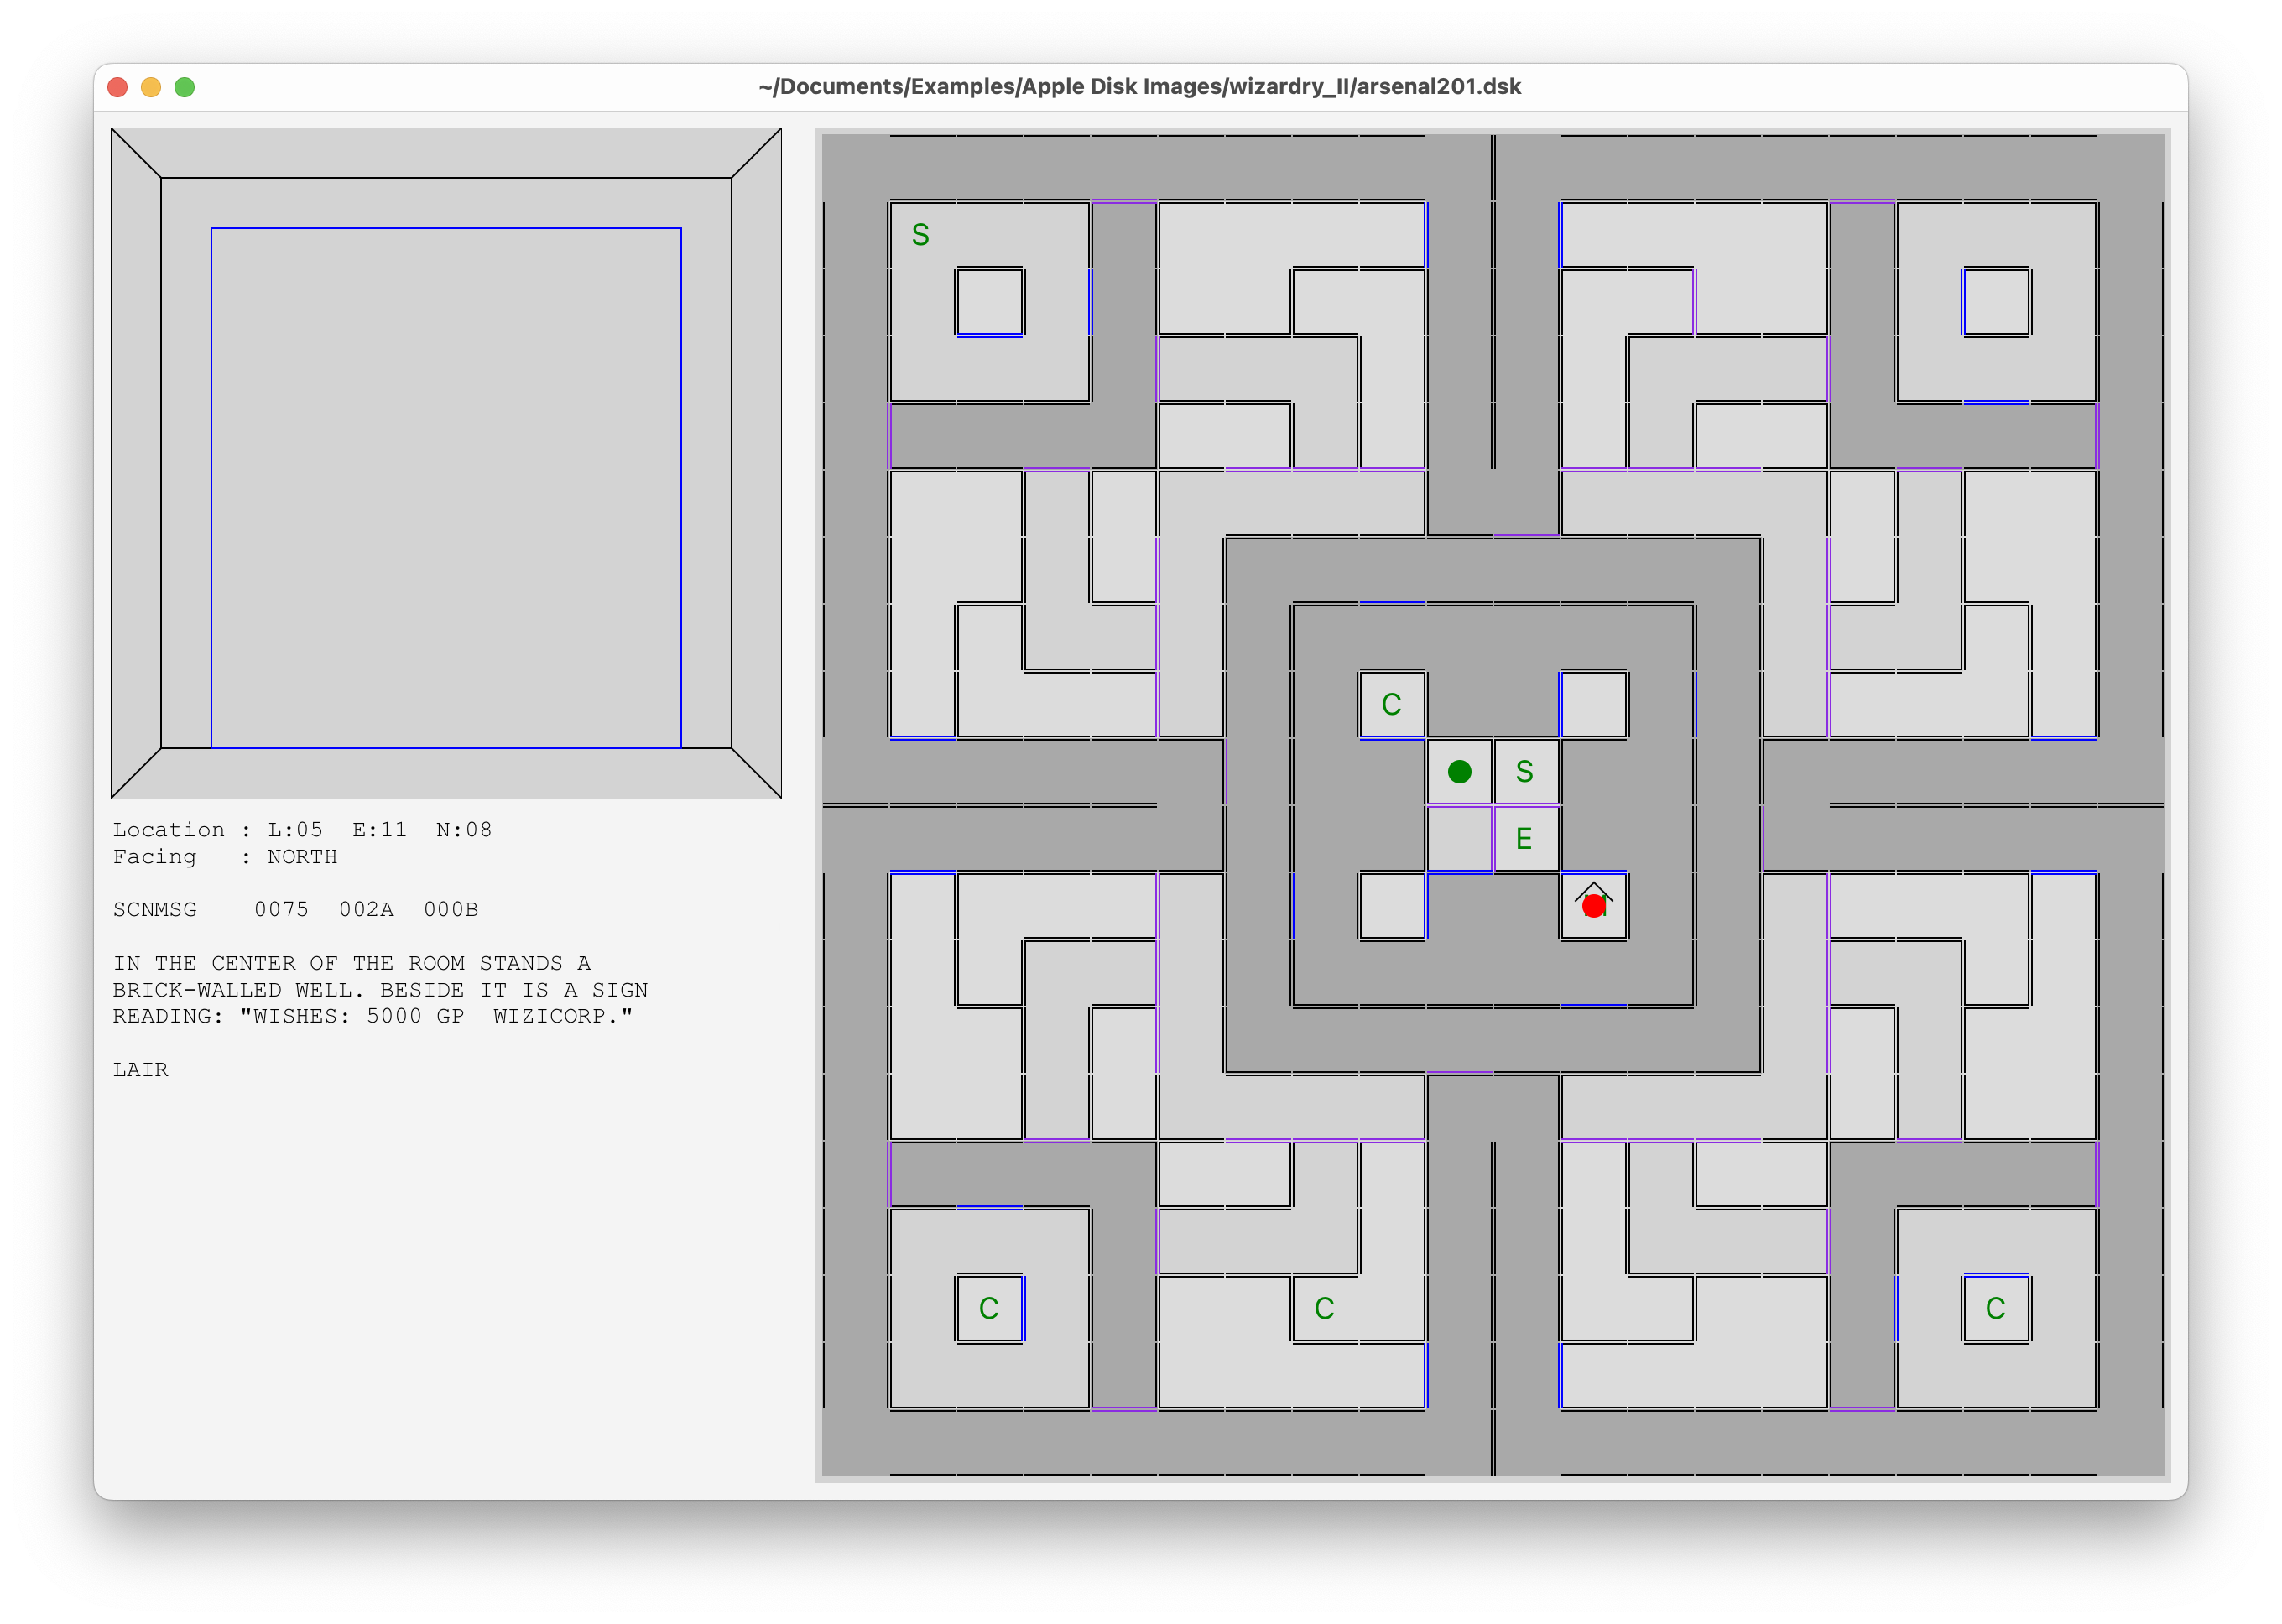 ~/Documents/Examples/Apple Disk Images/wizardry_II/arsenal201.dsk
Location : L:05  E:11  N:08
Facing   : NORTH
SCNMSG    0075  002A  000B
IN THE CENTER OF THE ROOM STANDS A
BRICK-WALLED WELL. BESIDE IT IS A SIGN
READING: "WISHES: 5000 GP  WIZICORP."
LAIR
S
C
S
E
C
C
C